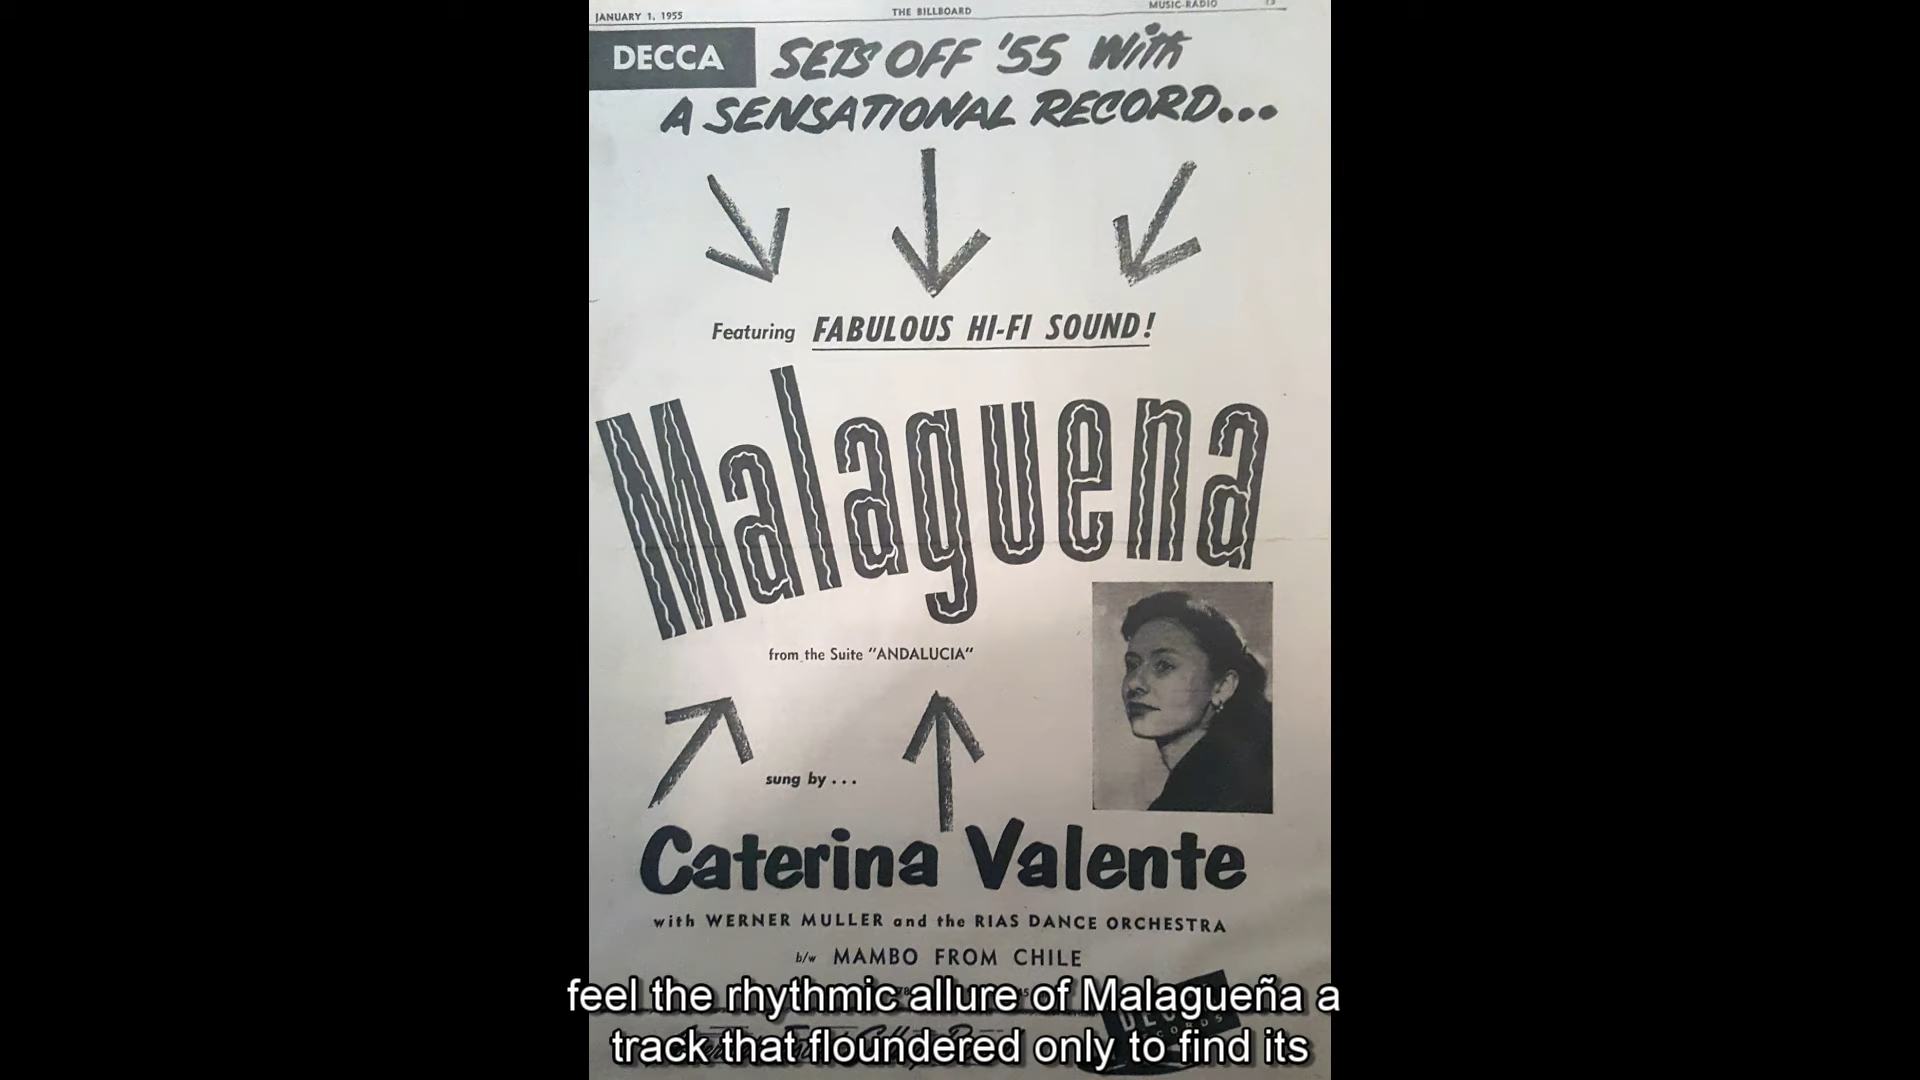 JANUARY 1, 1955
THE BILLBOARD
MUSIC-RADIO
DECCA
SETS OFF '55 With
A SENSATIONAL RECORD...
Featuring FABULOUS HI-FI SOUND!
Malaguena
from the Suite "ANDALUCIA"
sung by...
Caterina Valente
with WERNER MULLER and the RIAS DANCE ORCHESTRA
b/w MAMBO FROM CHILE
feel the rhythmic allure of Malagueña a
track that floundered only to find its